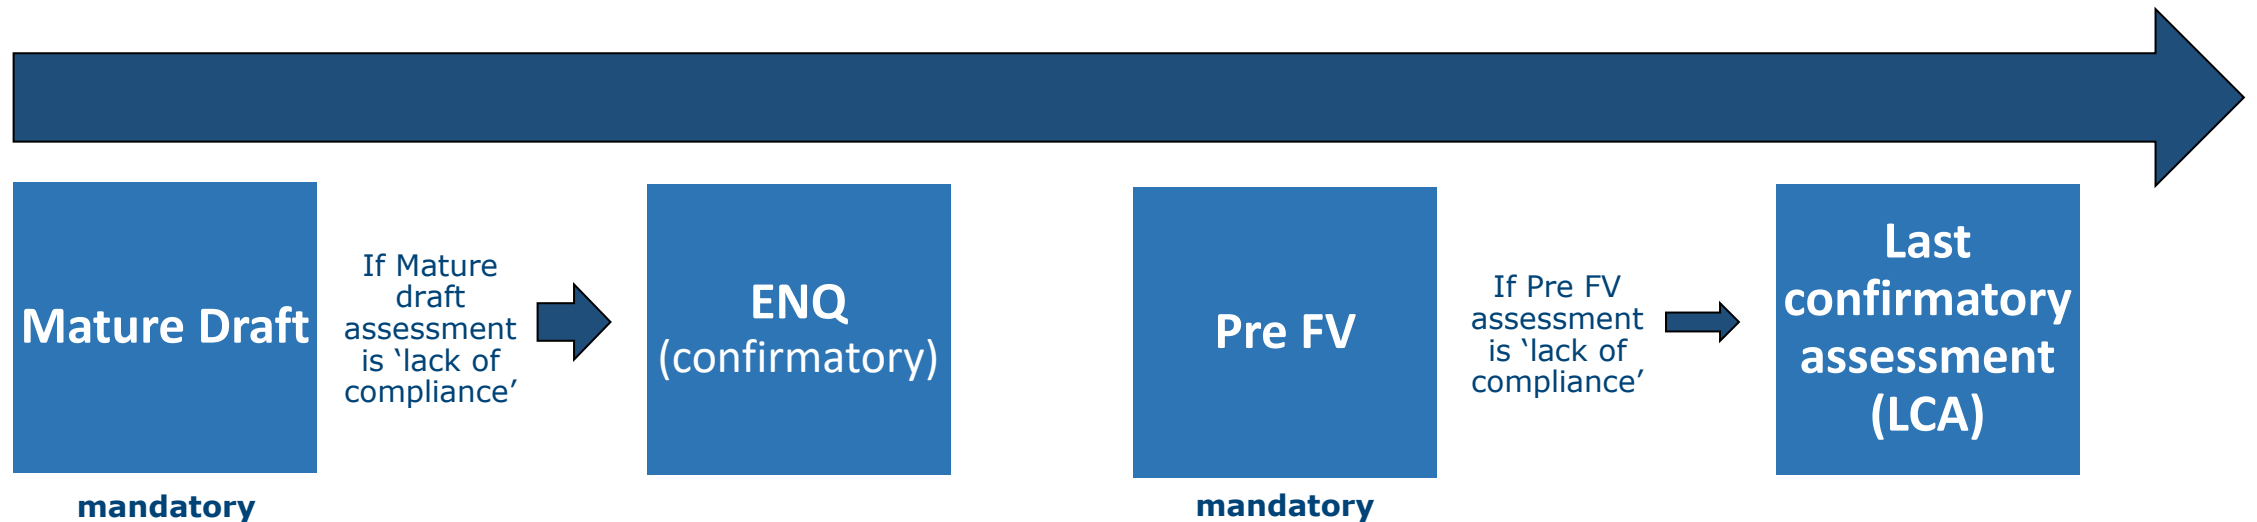 Mature Draft
mandatory
If Mature
draft
assessment
is ‘lack of
compliance’
ENQ
(confirmatory)
Pre FV
mandatory
If Pre FV
assessment
is ‘lack of
compliance’
Last
confirmatory
assessment
(LCA)